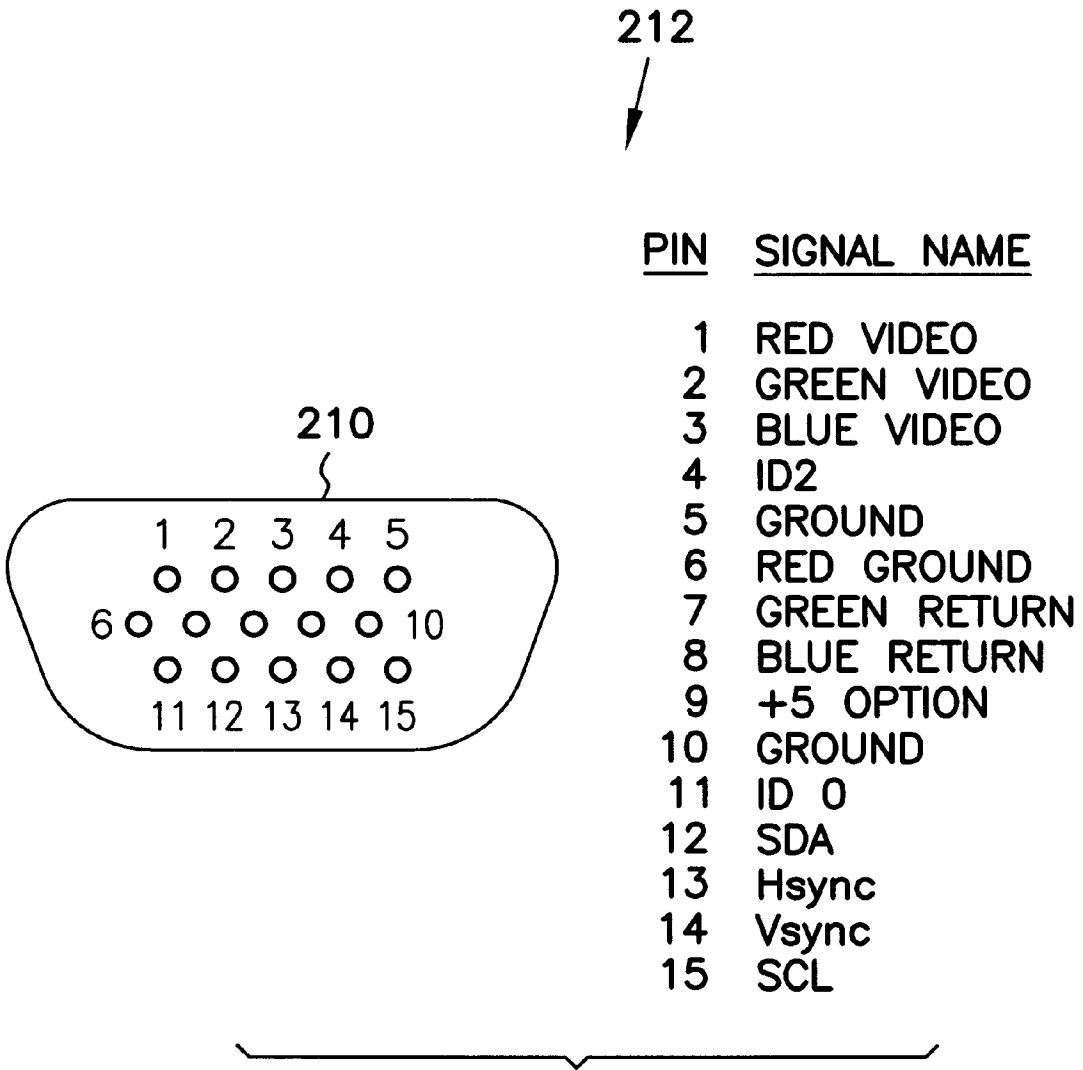 212
PIN SIGNAL NAME
1 RED VIDEO
2 GREEN VIDEO
3 BLUE VIDEO
4 ID2
5 GROUND
6 RED GROUND
7 GREEN RETURN
8 BLUE RETURN
9 +5 OPTION
10 GROUND
11 ID 0
12 SDA
13 Hsync
14 Vsync
15 SCL
210
1 2 3 4 5
6 10
11 12 13 14 15